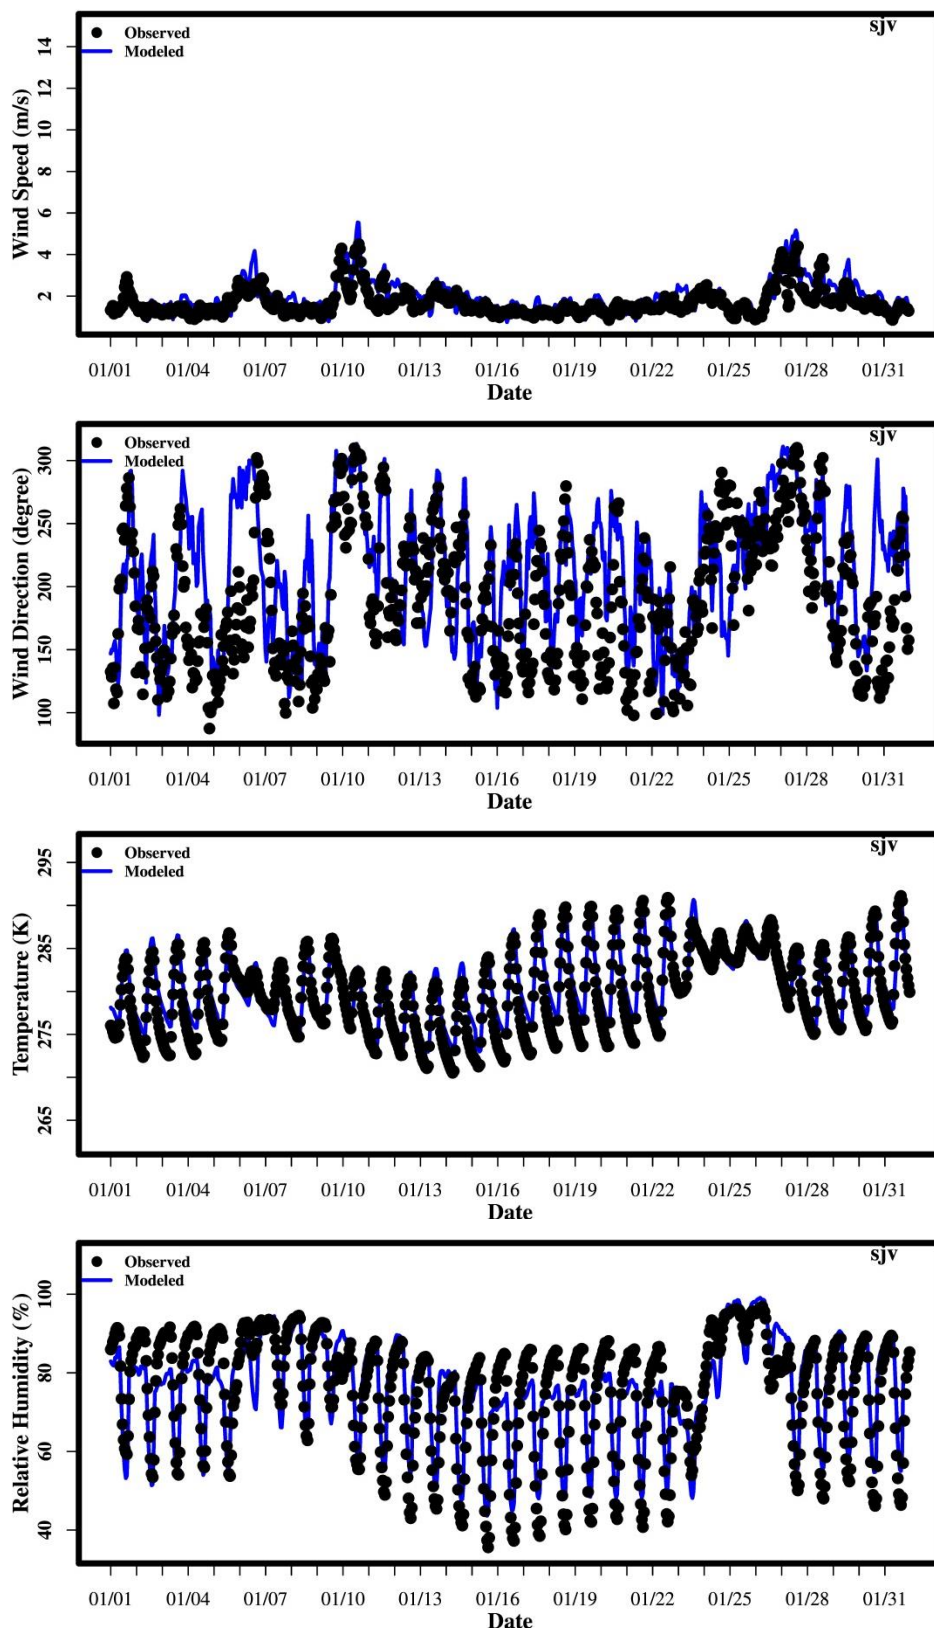 sjv
Observed
Modeled
Wind Speed (m/s)
14
12
10
8
6
4
2
01/01 01/04 01/07 01/10 01/13 01/16 01/19 01/22 01/25 01/28 01/31
Date
sjv
Observed
Modeled
Wind Direction (degree)
300
250
200
150
100
01/01 01/04 01/07 01/10 01/13 01/16 01/19 01/22 01/25 01/28 01/31
Date
sjv
Observed
Modeled
Temperature (K)
295
285
275
265
01/01 01/04 01/07 01/10 01/13 01/16 01/19 01/22 01/25 01/28 01/31
Date
sjv
Observed
Modeled
Relative Humidity (%)
100
80
60
40
01/01 01/04 01/07 01/10 01/13 01/16 01/19 01/22 01/25 01/28 01/31
Date